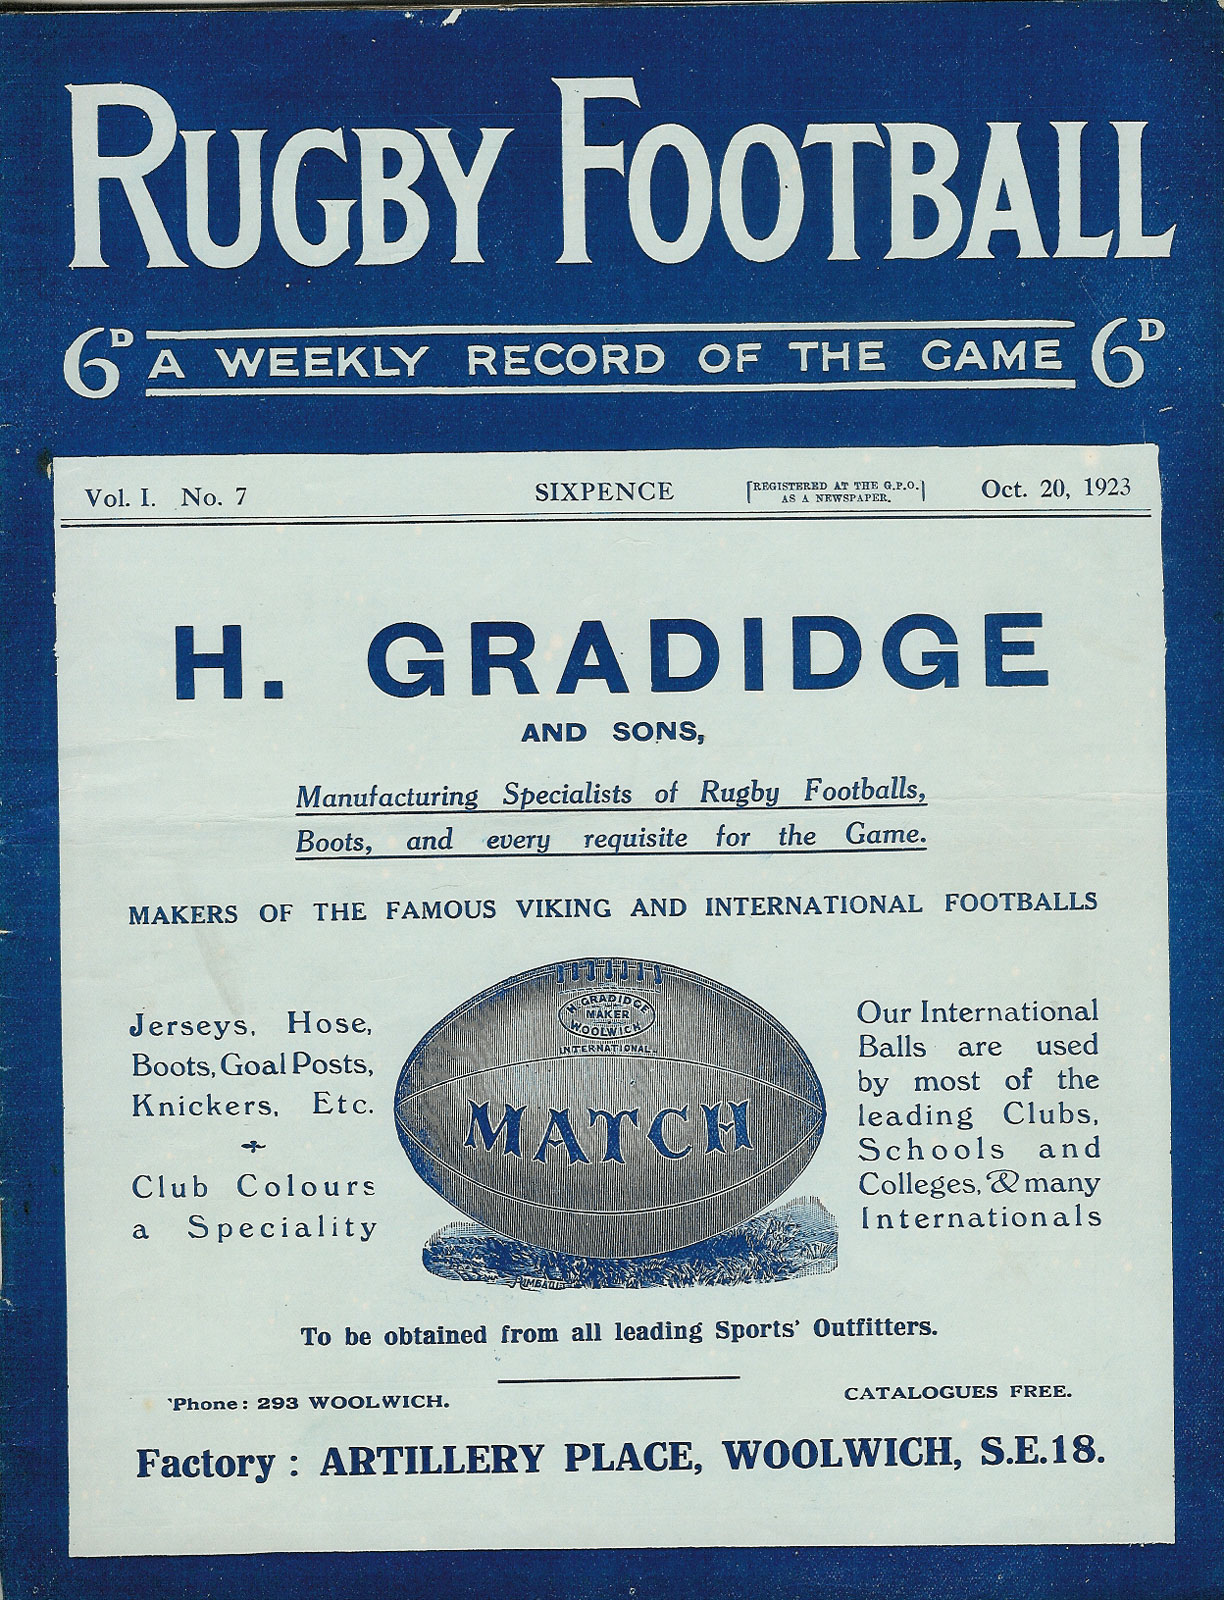 RUGBY FOOTBALL
6D A WEEKLY RECORD OF THE GAME 6D
Vol. I. No. 7 SIXPENCE [REGISTERED AT THE G.P.O. AS A NEWSPAPER.] Oct. 20, 1923
H. GRADIDGE
AND SONS,
Manufacturing Specialists of Rugby Footballs,
Boots, and every requisite for the Game.
MAKERS OF THE FAMOUS VIKING AND INTERNATIONAL FOOTBALLS
Jerseys, Hose,
Boots, Goal Posts,
Knickers, Etc.
Club Colours
a Speciality
H. GRADIDGE
AND
MAKER
WOOLWICH
INTERNATIONAL.
MATCH
Our International
Balls are used
by most of the
leading Clubs,
Schools and
Colleges, & many
Internationals
To be obtained from all leading Sports' Outfitters.
'Phone: 293 WOOLWICH. CATALOGUES FREE.
Factory : ARTILLERY PLACE, WOOLWICH, S.E.18.